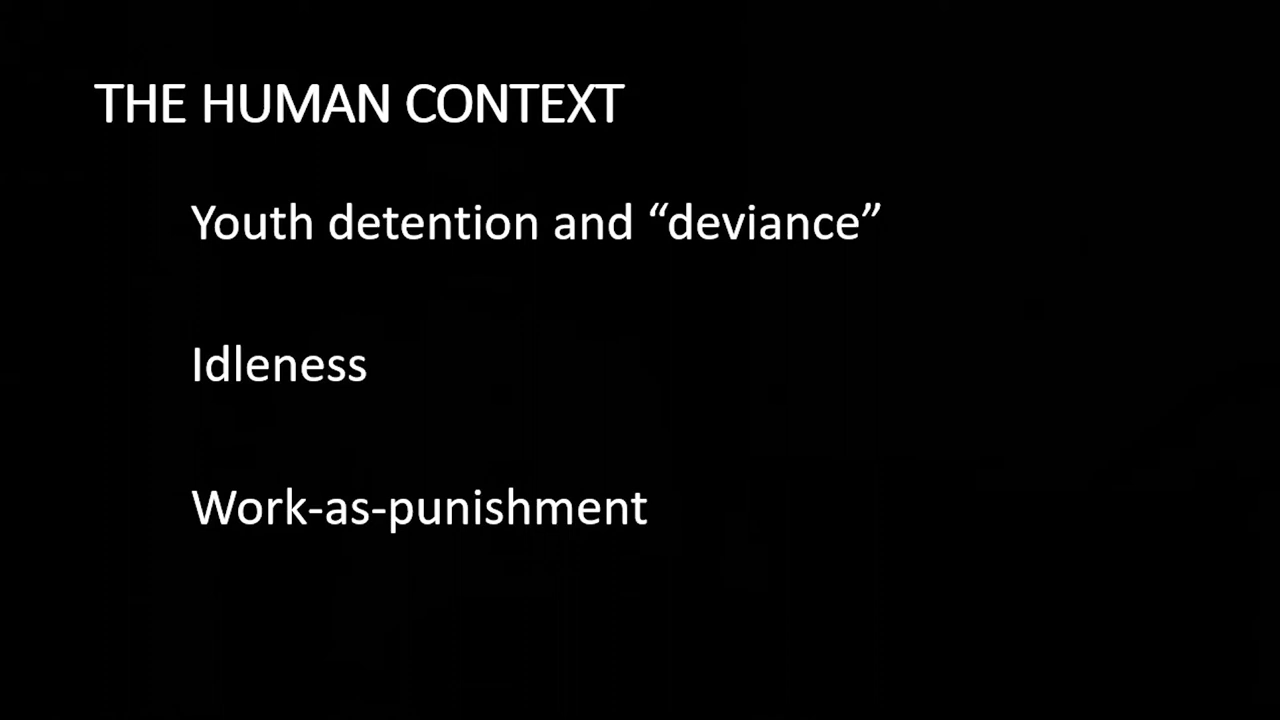 THE HUMAN CONTEXT
Youth detention and “deviance”
Idleness
Work-as-punishment